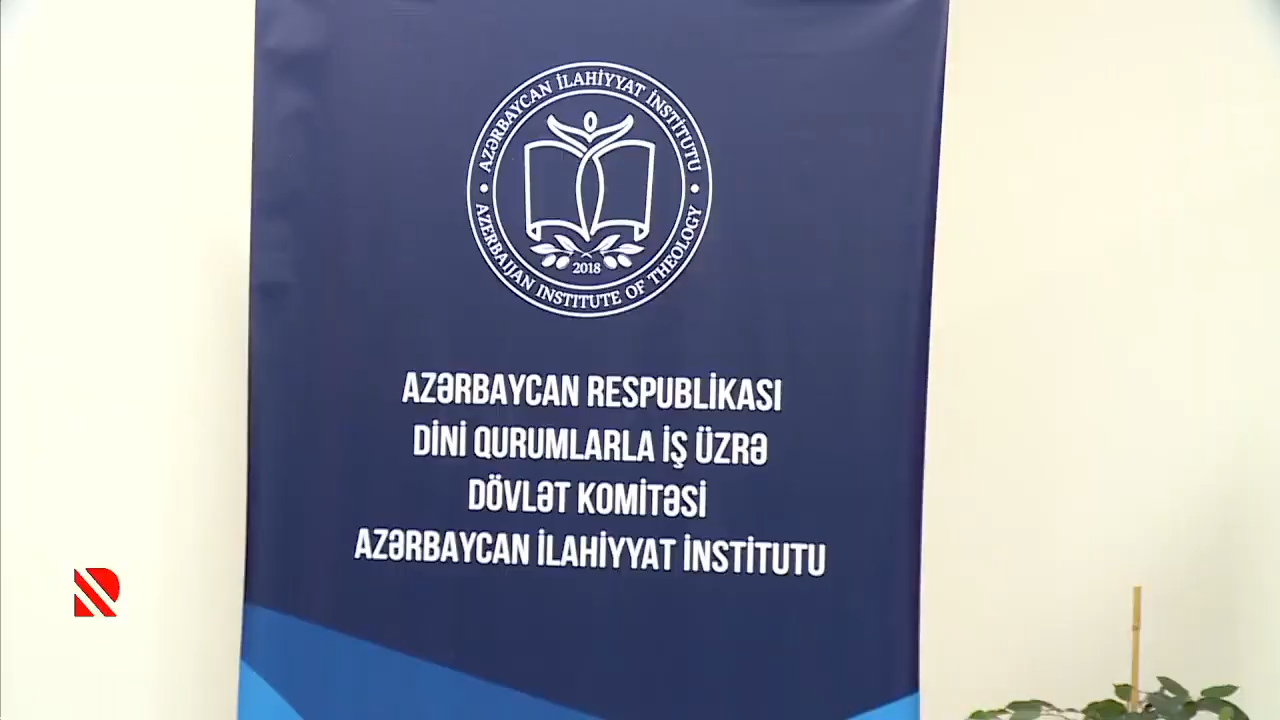 AZƏRBAYCAN İLAHİYYAT İNSTİTUTU
2018
AZERBAIJAN INSTITUTE OF THEOLOGY
AZƏRBAYCAN RESPUBLİKASI
DİNİ QURUMLARLA İŞ ÜZRƏ
DÖVLƏT KOMİTƏSİ
AZƏRBAYCAN İLAHİYYAT İNSTİTUTU